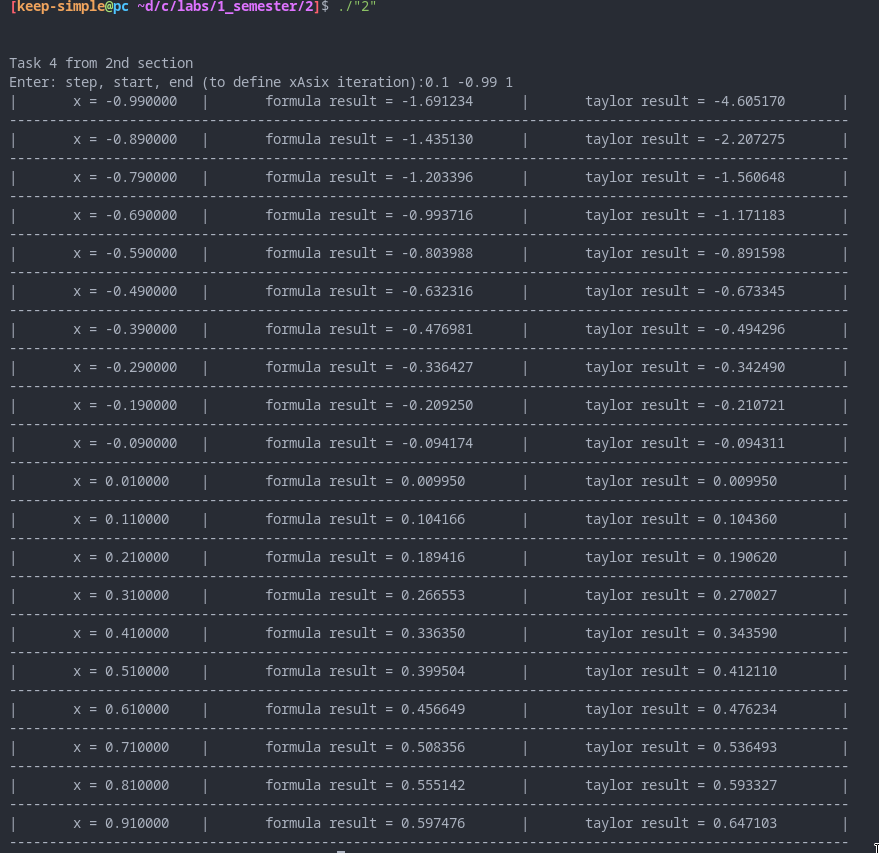 [keep-simple@pc ~d/c/labs/1_semester/2]$ ./"2"
Task 4 from 2nd section
Enter: step, start, end (to define xAsix iteration):0.1 -0.99 1
| x = -0.990000 | formula result = -1.691234 | taylor result = -4.605170 |
---------------------------------------------------------------------------------------------------------
| x = -0.890000 | formula result = -1.435130 | taylor result = -2.207275 |
---------------------------------------------------------------------------------------------------------
| x = -0.790000 | formula result = -1.203396 | taylor result = -1.560648 |
---------------------------------------------------------------------------------------------------------
| x = -0.690000 | formula result = -0.993716 | taylor result = -1.171183 |
---------------------------------------------------------------------------------------------------------
| x = -0.590000 | formula result = -0.803988 | taylor result = -0.891598 |
---------------------------------------------------------------------------------------------------------
| x = -0.490000 | formula result = -0.632316 | taylor result = -0.673345 |
---------------------------------------------------------------------------------------------------------
| x = -0.390000 | formula result = -0.476981 | taylor result = -0.494296 |
---------------------------------------------------------------------------------------------------------
| x = -0.290000 | formula result = -0.336427 | taylor result = -0.342490 |
---------------------------------------------------------------------------------------------------------
| x = -0.190000 | formula result = -0.209250 | taylor result = -0.210721 |
---------------------------------------------------------------------------------------------------------
| x = -0.090000 | formula result = -0.094174 | taylor result = -0.094311 |
---------------------------------------------------------------------------------------------------------
| x = 0.010000 | formula result = 0.009950 | taylor result = 0.009950 |
---------------------------------------------------------------------------------------------------------
| x = 0.110000 | formula result = 0.104166 | taylor result = 0.104360 |
---------------------------------------------------------------------------------------------------------
| x = 0.210000 | formula result = 0.189416 | taylor result = 0.190620 |
---------------------------------------------------------------------------------------------------------
| x = 0.310000 | formula result = 0.266553 | taylor result = 0.270027 |
---------------------------------------------------------------------------------------------------------
| x = 0.410000 | formula result = 0.336350 | taylor result = 0.343590 |
---------------------------------------------------------------------------------------------------------
| x = 0.510000 | formula result = 0.399504 | taylor result = 0.412110 |
---------------------------------------------------------------------------------------------------------
| x = 0.610000 | formula result = 0.456649 | taylor result = 0.476234 |
---------------------------------------------------------------------------------------------------------
| x = 0.710000 | formula result = 0.508356 | taylor result = 0.536493 |
---------------------------------------------------------------------------------------------------------
| x = 0.810000 | formula result = 0.555142 | taylor result = 0.593327 |
---------------------------------------------------------------------------------------------------------
| x = 0.910000 | formula result = 0.597476 | taylor result = 0.647103 |
---------------------------------------------------------------------------------------------------------